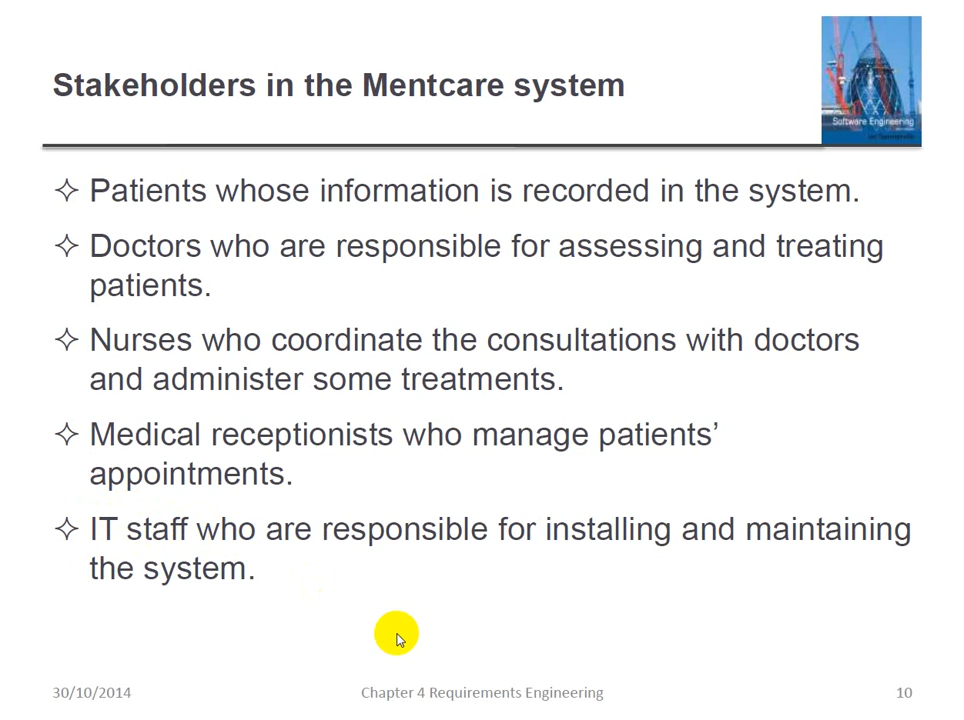 Stakeholders in the Mentcare system
Software Engineering
Patients whose information is recorded in the system.
Doctors who are responsible for assessing and treating
patients.
Nurses who coordinate the consultations with doctors
and administer some treatments.
Medical receptionists who manage patients’
appointments.
IT staff who are responsible for installing and maintaining
the system.
30/10/2014
Chapter 4 Requirements Engineering
10